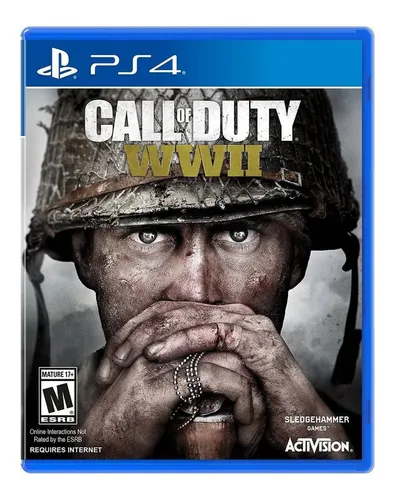 PS4
CALL OF DUTY
WWII
MATURE 17+
M
ESRB
Online Interactions Not
Rated by the ESRB
REQUIRES INTERNET
SLEDGEHAMMER
GAMES
ACTIVISION